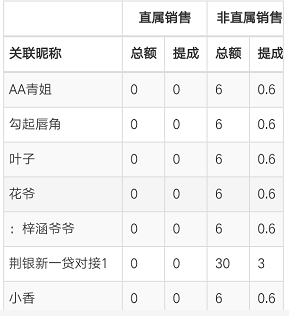 直属销售 非直属销售
关联昵称 总额 提成 总额 提成
AA青姐 0 0 6 0.6
勾起唇角 0 0 6 0.6
叶子 0 0 6 0.6
花爷 0 0 6 0.6
：梓涵爷爷 0 0 6 0.6
荆银新一贷对接1 0 0 30 3
小香 0 0 6 0.6